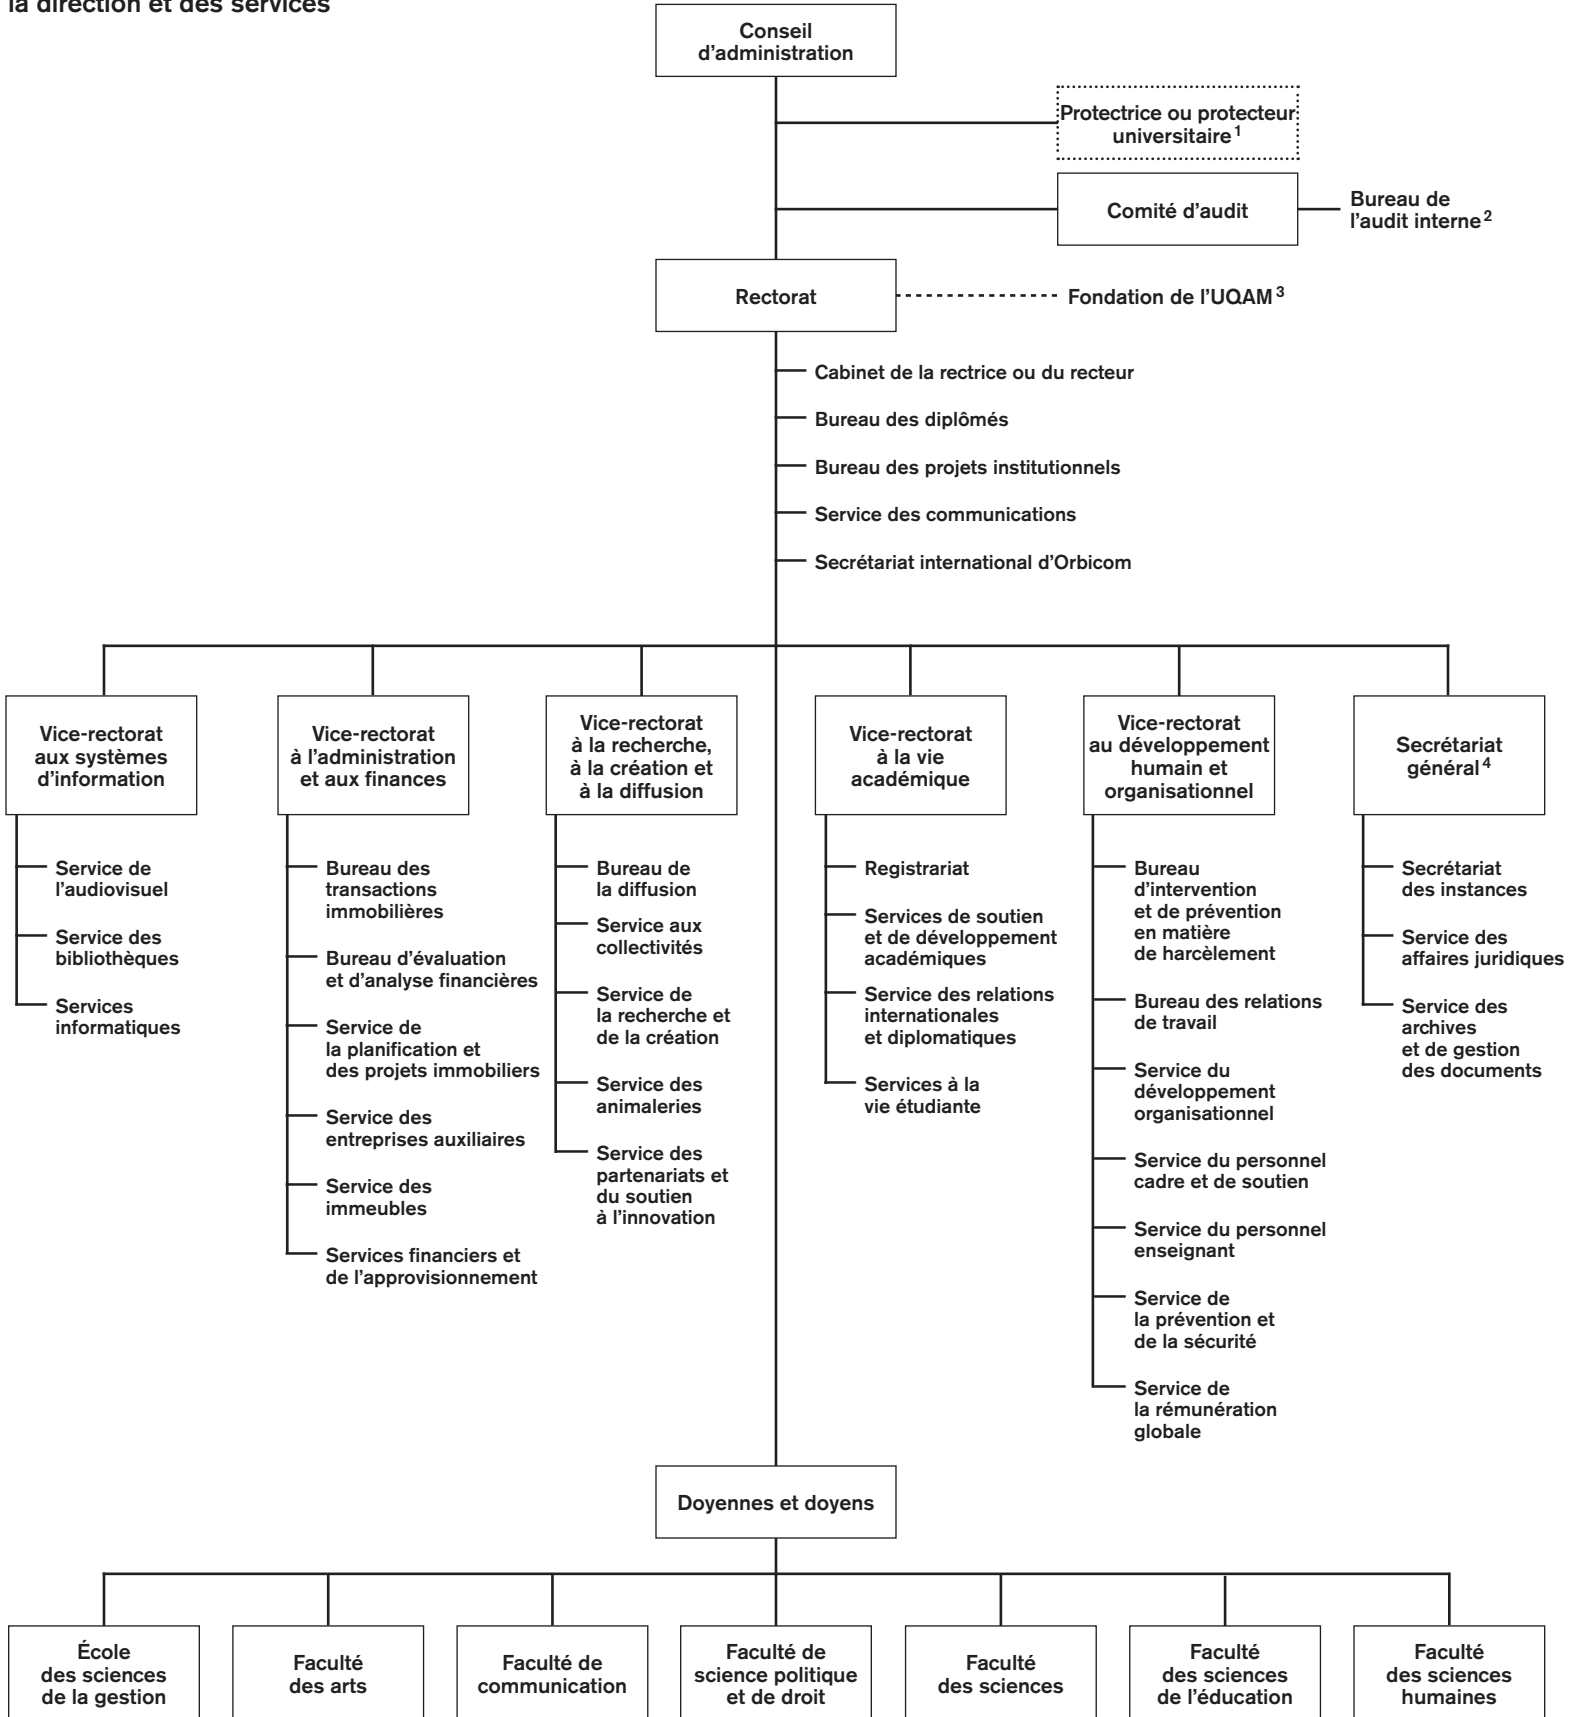 la direction et des services
Conseil
d'administration
Protectrice ou protecteur
universitaire 1
Comité d'audit
Bureau de
l'audit interne 2
Rectorat
Fondation de l'UQAM 3
Cabinet de la rectrice ou du recteur
Bureau des diplômés
Bureau des projets institutionnels
Service des communications
Secrétariat international d'Orbicom
Vice-rectorat
aux systèmes
d'information
Service de
l'audiovisuel
Service des
bibliothèques
Services
informatiques
Vice-rectorat
à l'administration
et aux finances
Bureau des
transactions
immobilières
Bureau d'évaluation
et d'analyse financières
Service de
la planification et
des projets immobiliers
Service des
entreprises auxiliaires
Service des
immeubles
Services financiers et
de l'approvisionnement
Vice-rectorat
à la recherche,
à la création et
à la diffusion
Bureau de
la diffusion
Service aux
collectivités
Service de
la recherche et
de la création
Service des
animaleries
Service des
partenariats et
du soutien
à l'innovation
Vice-rectorat
à la vie
académique
Registrariat
Services de soutien
et de développement
académiques
Service des relations
internationales
et diplomatiques
Services à la
vie étudiante
Vice-rectorat
au développement
humain et
organisationnel
Bureau
d'intervention
et de prévention
en matière
de harcèlement
Bureau des relations
de travail
Service du
développement
organisationnel
Service du personnel
cadre et de soutien
Service du personnel
enseignant
Service de
la prévention et
de la sécurité
Service de
la rémunération
globale
Secrétariat
général 4
Secrétariat
des instances
Service des
affaires juridiques
Service des
archives
et de gestion
des documents
Doyennes et doyens
École
des sciences
de la gestion
Faculté
des arts
Faculté de
communication
Faculté de
science politique
et de droit
Faculté
des sciences
Faculté
des sciences
de l'éducation
Faculté
des sciences
humaines